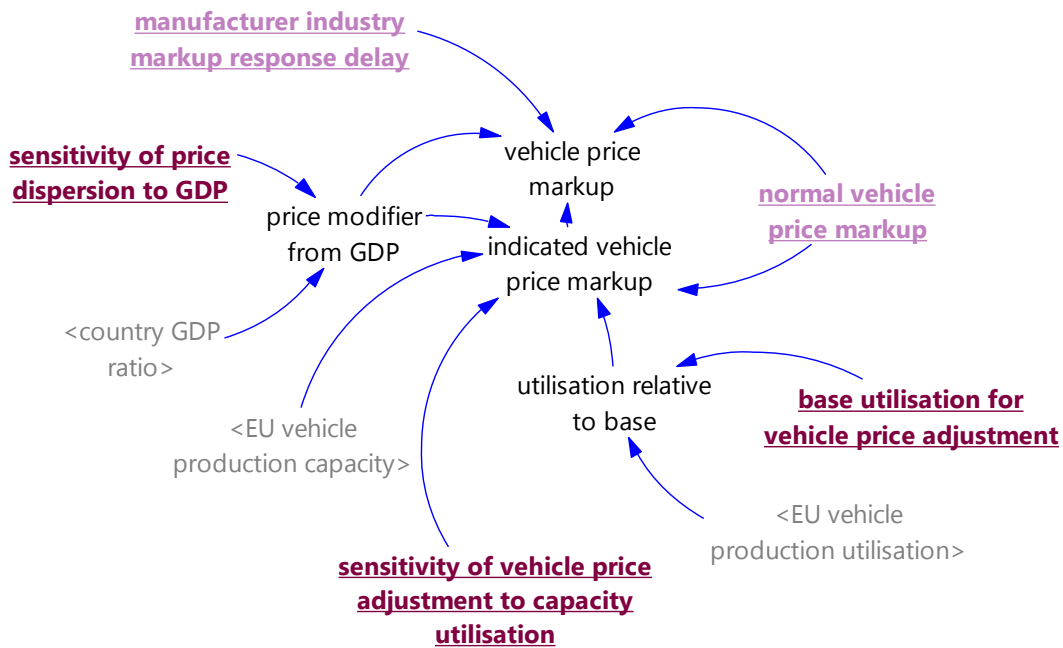 manufacturer industry
markup response delay
sensitivity of price
dispersion to GDP
vehicle price
markup
normal vehicle
price markup
price modifier
from GDP
indicated vehicle
price markup
<country GDP
ratio>
utilisation relative
to base
base utilisation for
vehicle price adjustment
<EU vehicle
production capacity>
<EU vehicle
production utilisation>
sensitivity of vehicle price
adjustment to capacity
utilisation